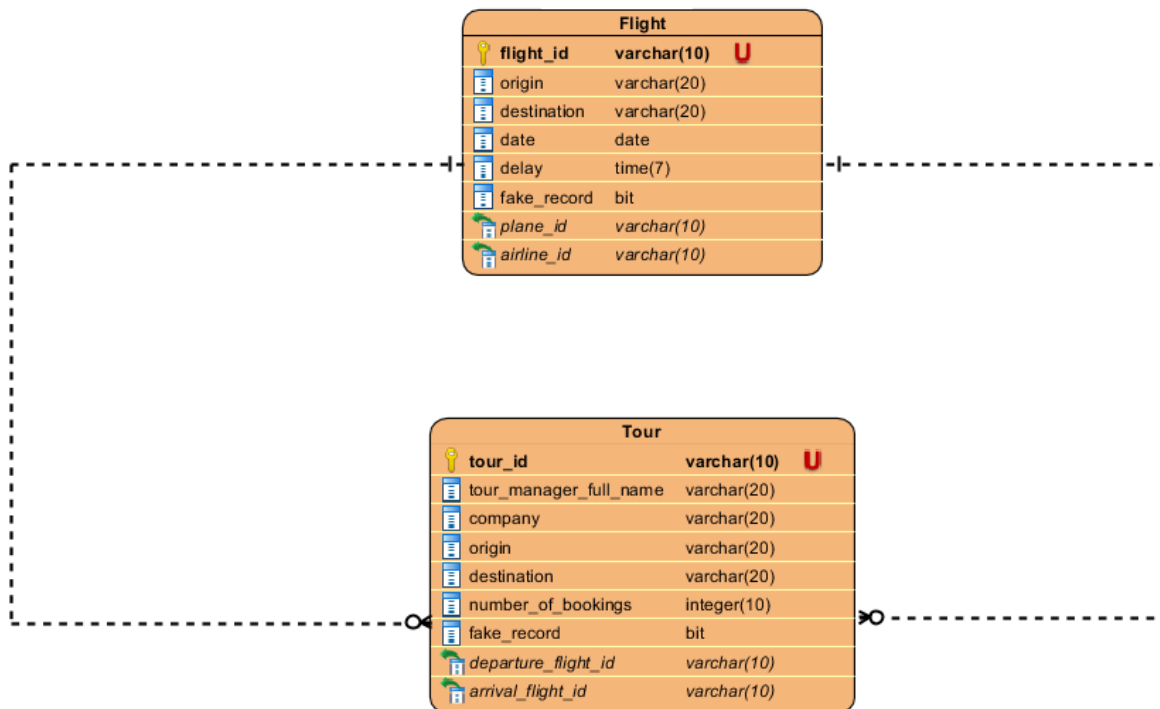 Flight
flight_id varchar(10) U
origin varchar(20)
destination varchar(20)
date date
delay time(7)
fake_record bit
plane_id varchar(10)
airline_id varchar(10)
Tour
tour_id varchar(10) U
tour_manager_full_name varchar(20)
company varchar(20)
origin varchar(20)
destination varchar(20)
number_of_bookings integer(10)
fake_record bit
departure_flight_id varchar(10)
arrival_flight_id varchar(10)